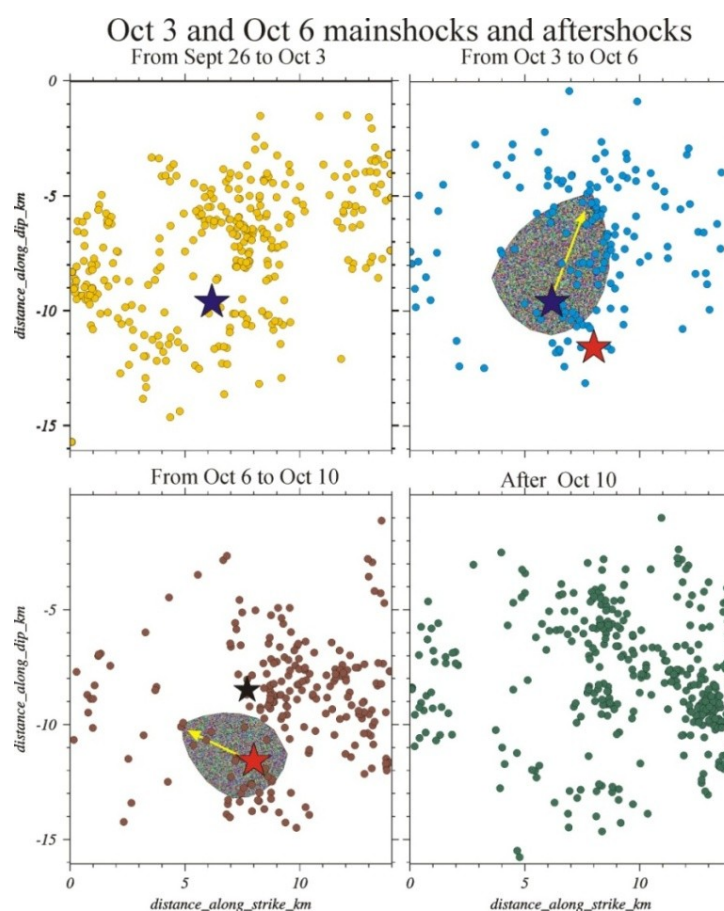 Oct 3 and Oct 6 mainshocks and aftershocks
From Sept 26 to Oct 3
From Oct 3 to Oct 6
0
-5
-10
-15
distance_along_dip_km
From Oct 6 to Oct 10
After Oct 10
-5
-10
-15
distance_along_dip_km
0
5
10
0
5
10
distance_along_strike_km
distance_along_strike_km